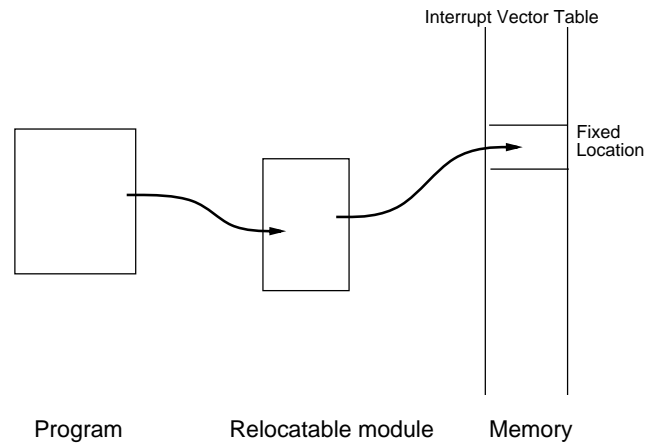 Interrupt Vector Table
Fixed
Location
Program
Relocatable module
Memory